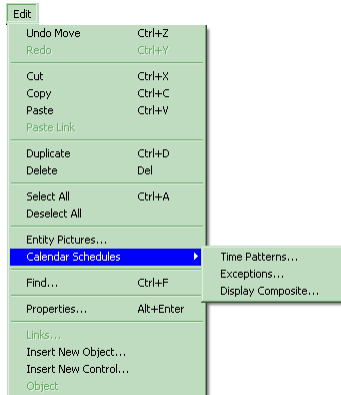 Edit
Undo Move Ctrl+Z
Redo Ctrl+Y
Cut Ctrl+X
Copy Ctrl+C
Paste Ctrl+V
Paste Link
Duplicate Ctrl+D
Delete Del
Select All Ctrl+A
Deselect All
Entity Pictures...
Calendar Schedules
Time Patterns...
Exceptions...
Display Composite...
Find... Ctrl+F
Properties... Alt+Enter
Links...
Insert New Object...
Insert New Control...
Object